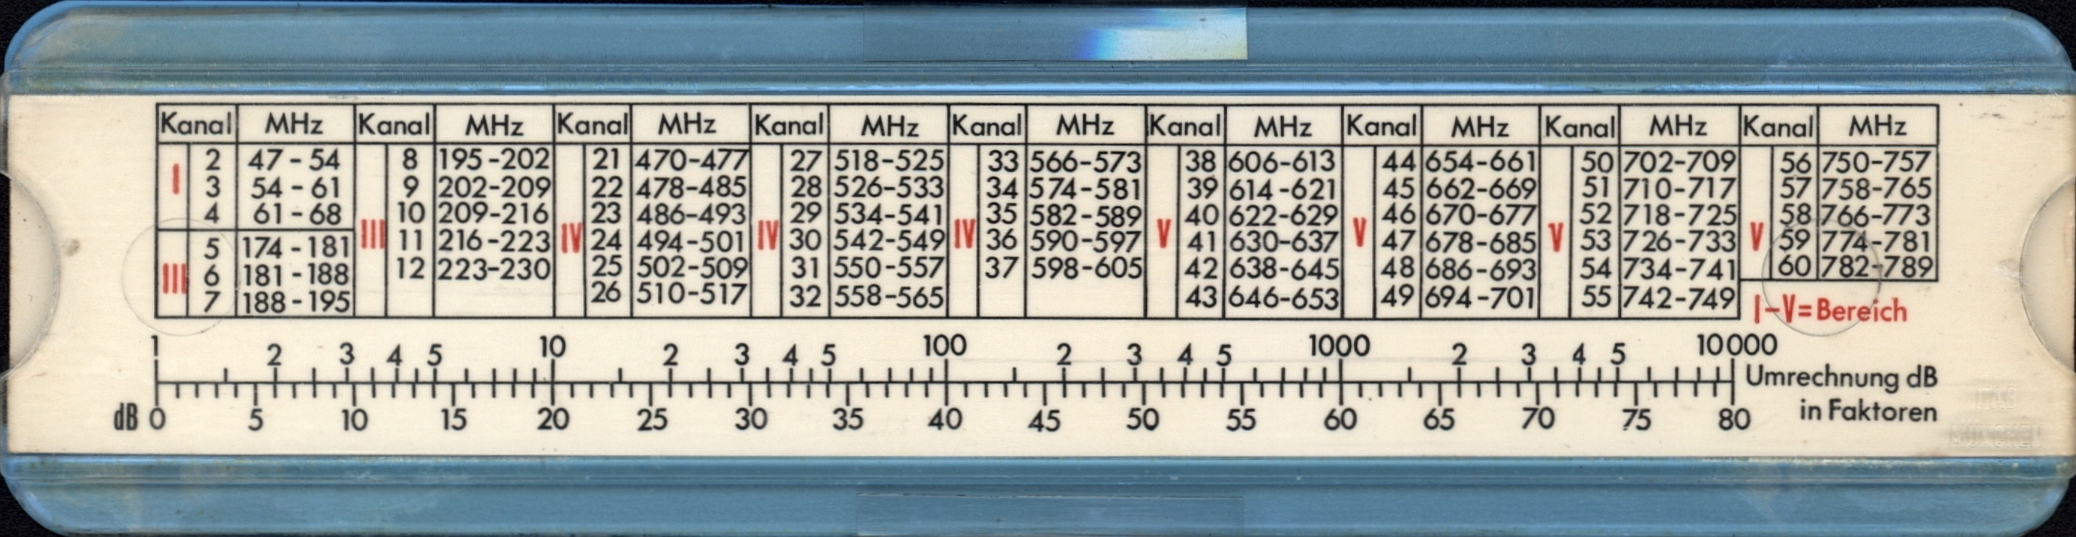 Kanal MHz Kanal MHz Kanal MHz Kanal MHz Kanal MHz Kanal MHz Kanal MHz Kanal MHz Kanal MHz
I 2 47-54 III 8 195-202 IV 21 470-477 IV 27 518-525 IV 33 566-573 V 38 606-613 V 44 654-661 V 50 702-709 V 56 750-757
3 54-61 9 202-209 22 478-485 28 526-533 34 574-581 39 614-621 45 662-669 51 710-717 57 758-765
4 61-68 10 209-216 23 486-493 29 534-541 35 582-589 40 622-629 46 670-677 52 718-725 58 766-773
III 5 174-181 11 216-223 24 494-501 30 542-549 36 590-597 41 630-637 47 678-685 53 726-733 59 774-781
6 181-188 12 223-230 25 502-509 31 550-557 37 598-605 42 638-645 48 686-693 54 734-741 60 782-789
7 188-195 26 510-517 32 558-565 43 646-653 49 694-701 55 742-749 I-V=Bereich
1 2 3 4 5 10 2 3 4 5 100 2 3 4 5 1000 2 3 4 5 10000
Umrechnung dB
dB 0 5 10 15 20 25 30 35 40 45 50 55 60 65 70 75 80 in Faktoren